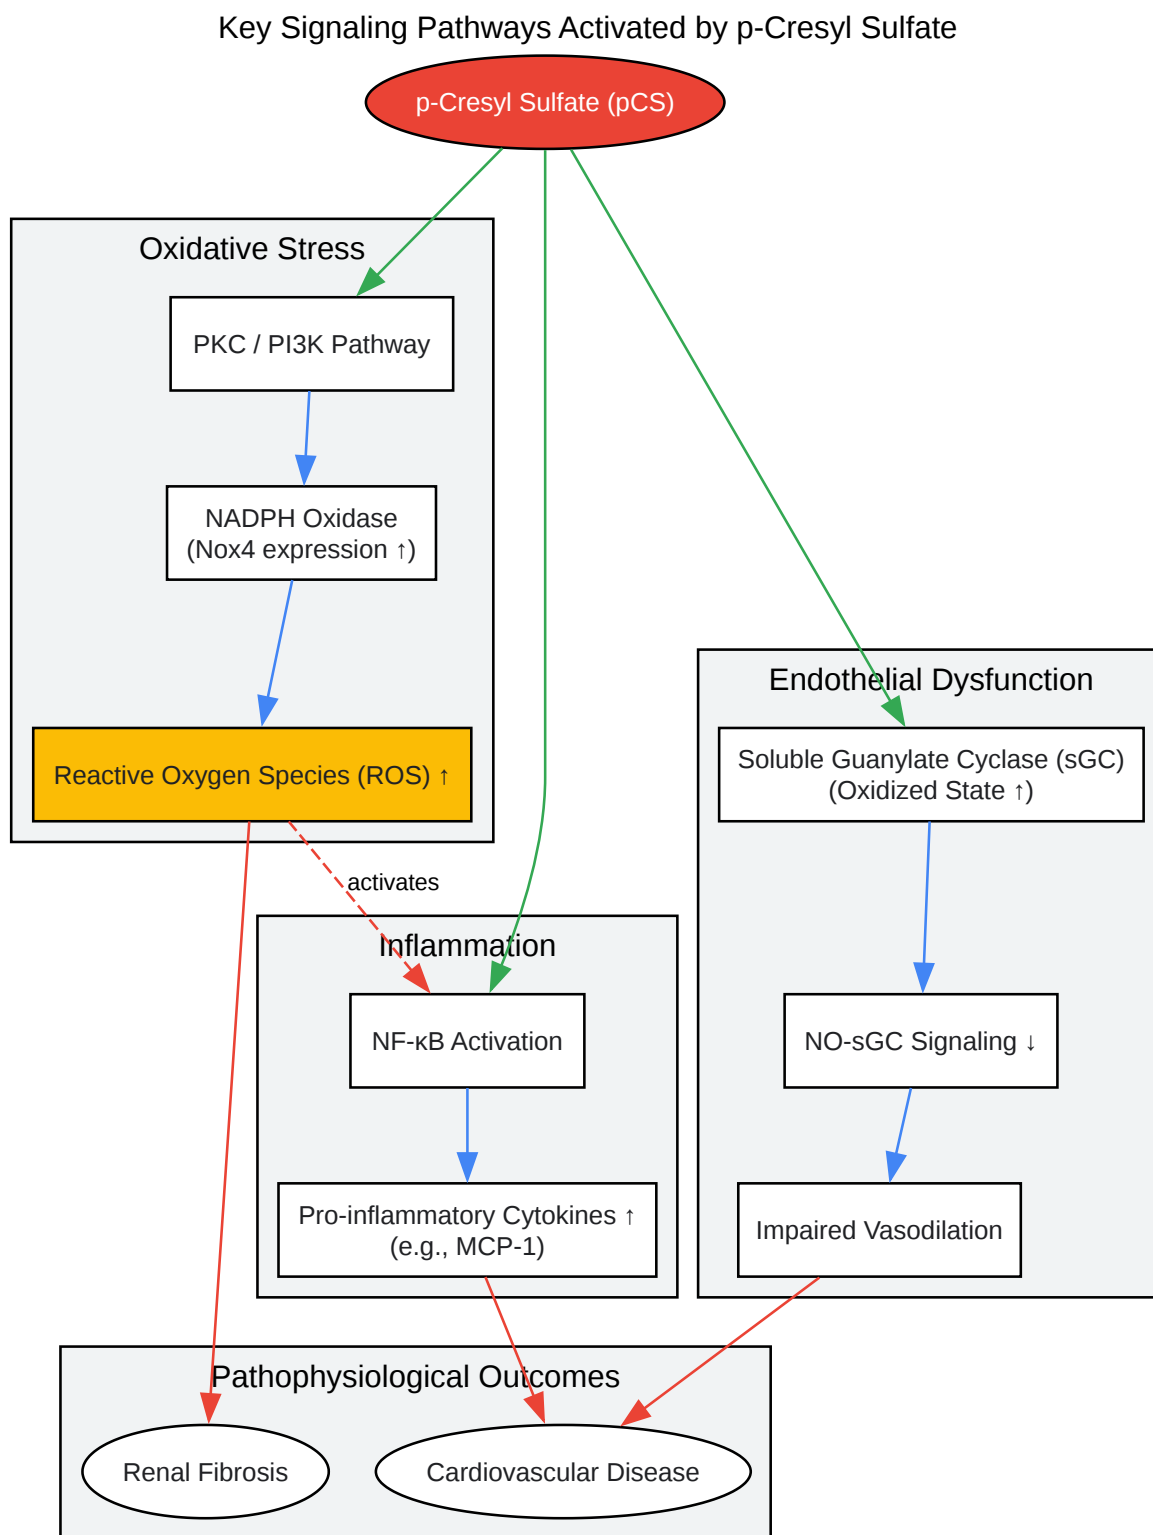 Key Signaling Pathways Activated by p-Cresyl Sulfate
p-Cresyl Sulfate (pCS)
Oxidative Stress
PKC / PI3K Pathway
NADPH Oxidase
(Nox4 expression ↑)
Reactive Oxygen Species (ROS) ↑
Endothelial Dysfunction
Soluble Guanylate Cyclase (sGC)
(Oxidized State ↑)
activates
Inflammation
NF-κB Activation
NO-sGC Signaling ↓
Pro-inflammatory Cytokines ↑
(e.g., MCP-1)
Impaired Vasodilation
Pathophysiological Outcomes
Renal Fibrosis
Cardiovascular Disease